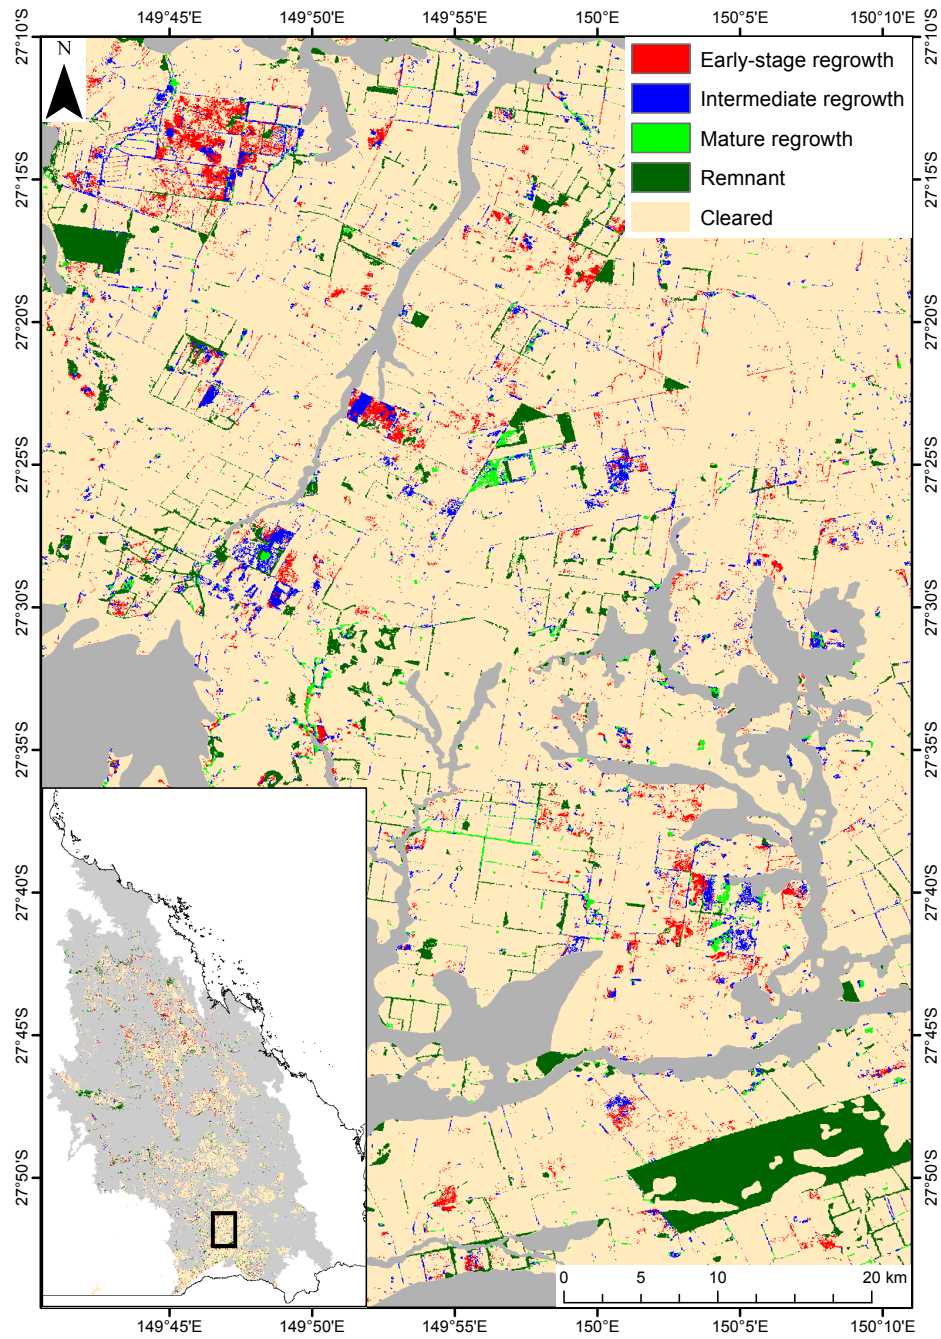 149°45'E 149°50'E 149°55'E 150°E 150°5'E 150°10'E
27°10'S 27°10'S
N
Early-stage regrowth
Intermediate regrowth
Mature regrowth
Remnant
Cleared
27°15'S 27°15'S
27°20'S 27°20'S
27°25'S 27°25'S
27°30'S 27°30'S
27°35'S 27°35'S
27°40'S 27°40'S
27°45'S 27°45'S
27°50'S 27°50'S
0 5 10 20 km
149°45'E 149°50'E 149°55'E 150°E 150°5'E 150°10'E